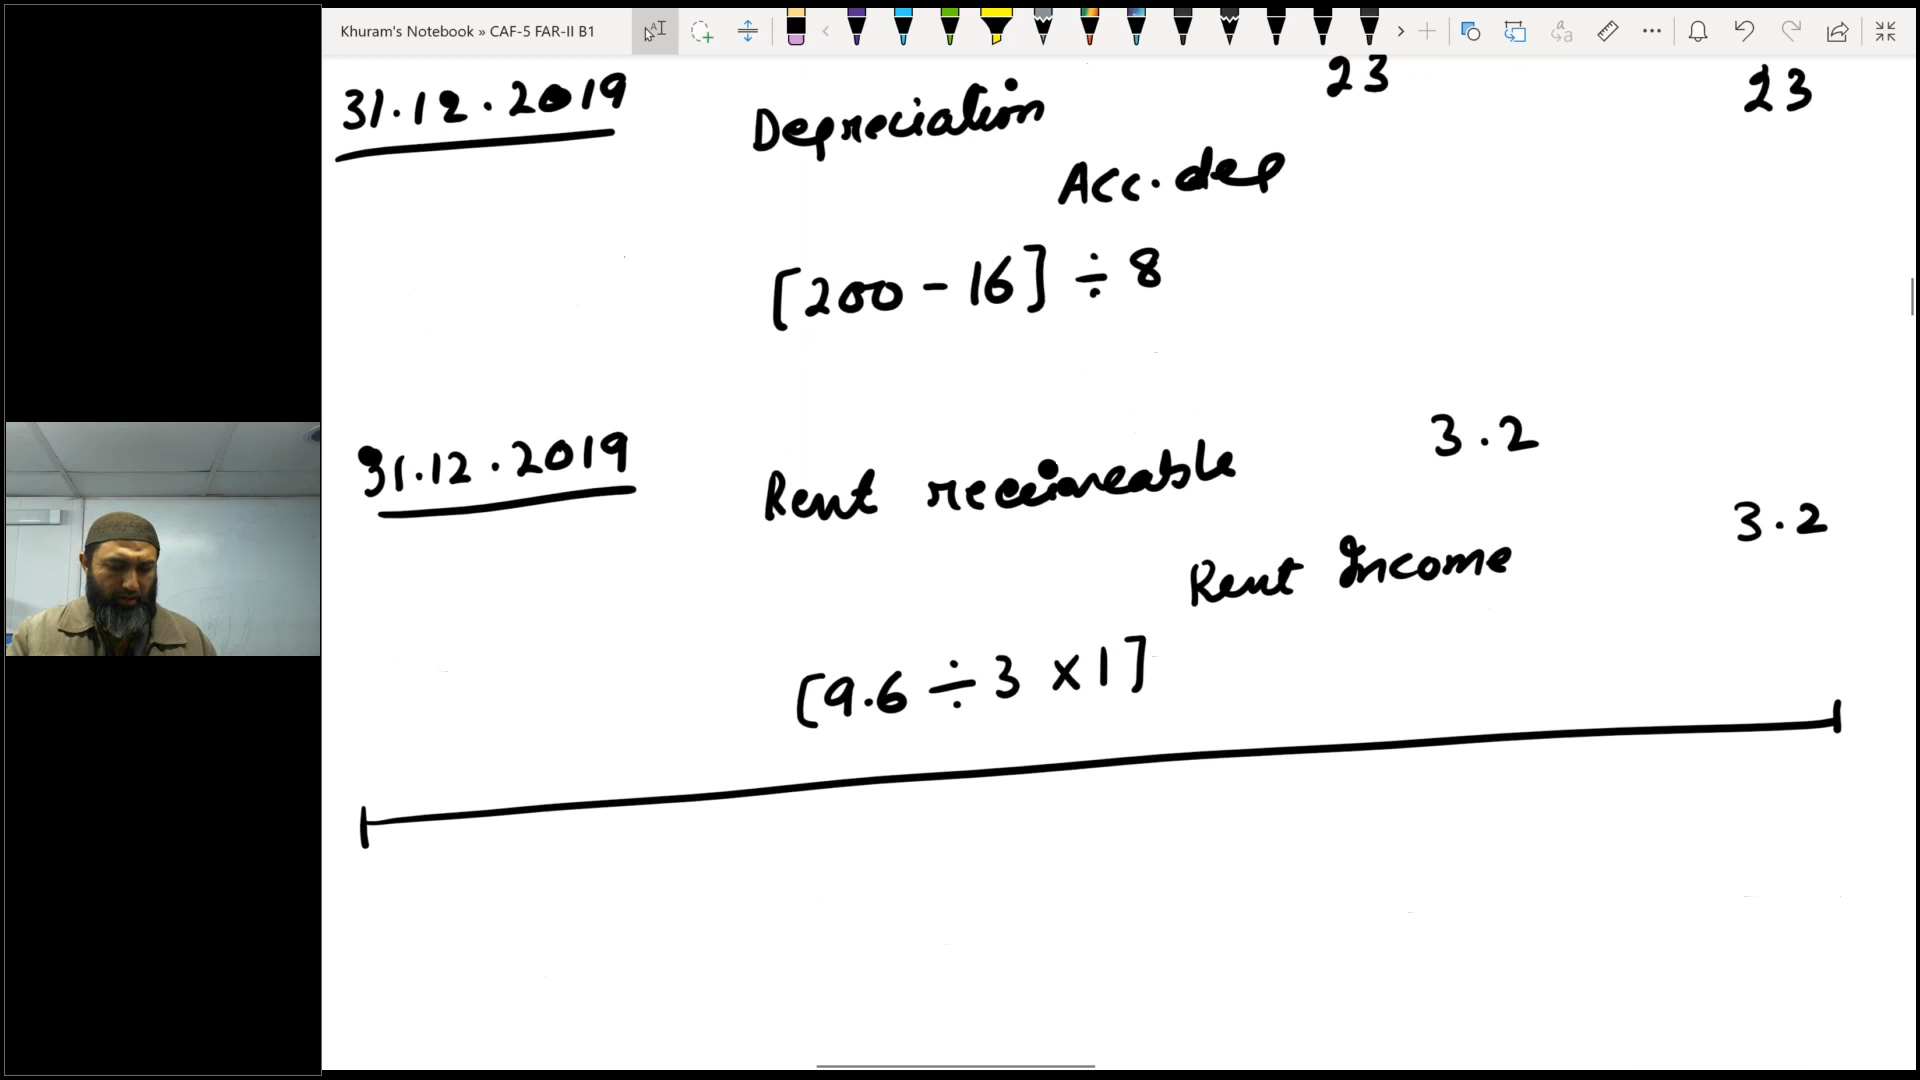 Khuram's Notebook » CAF-5 FAR-II B1
31.12.2019 Depreciation 23
Acc.dep 23
[200 - 16] ÷ 8
31.12.2019 Rent receiveable 3.2
Rent Income 3.2
[9.6 ÷ 3 × 1]